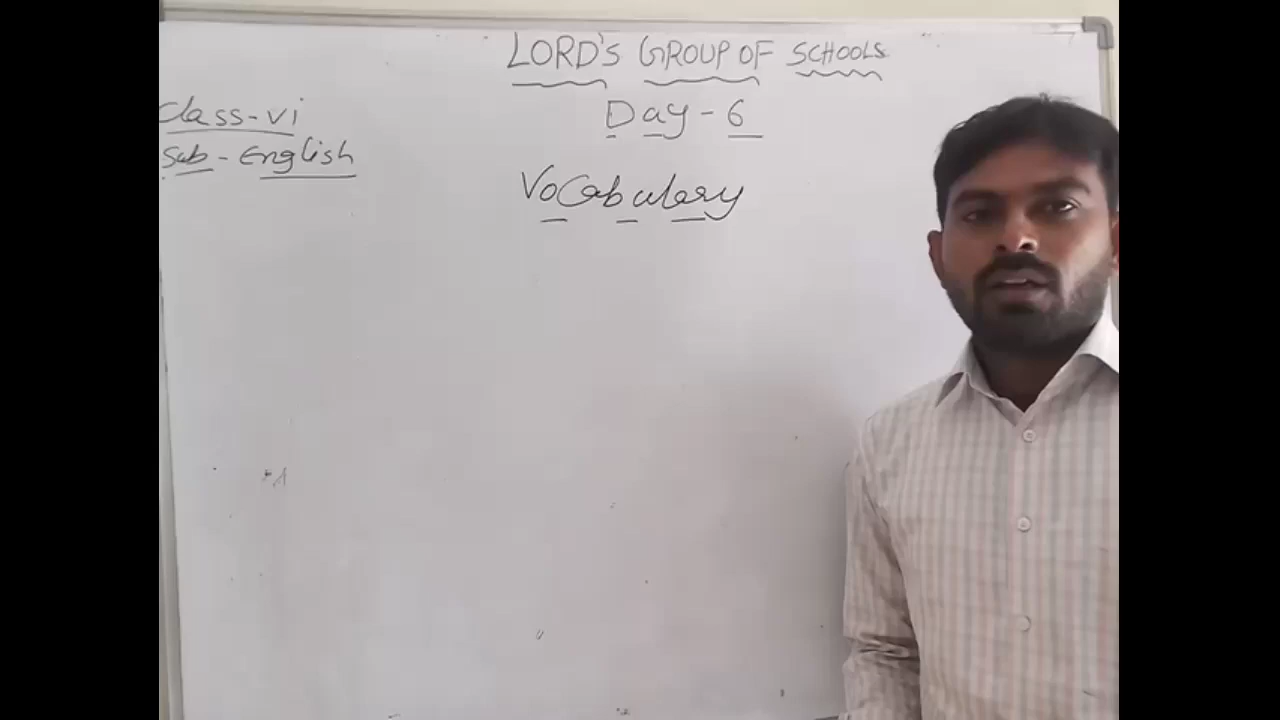 LORD'S GROUP OF SCHOOLS
Day - 6
Class - vi
Sub - English
Vocabulary